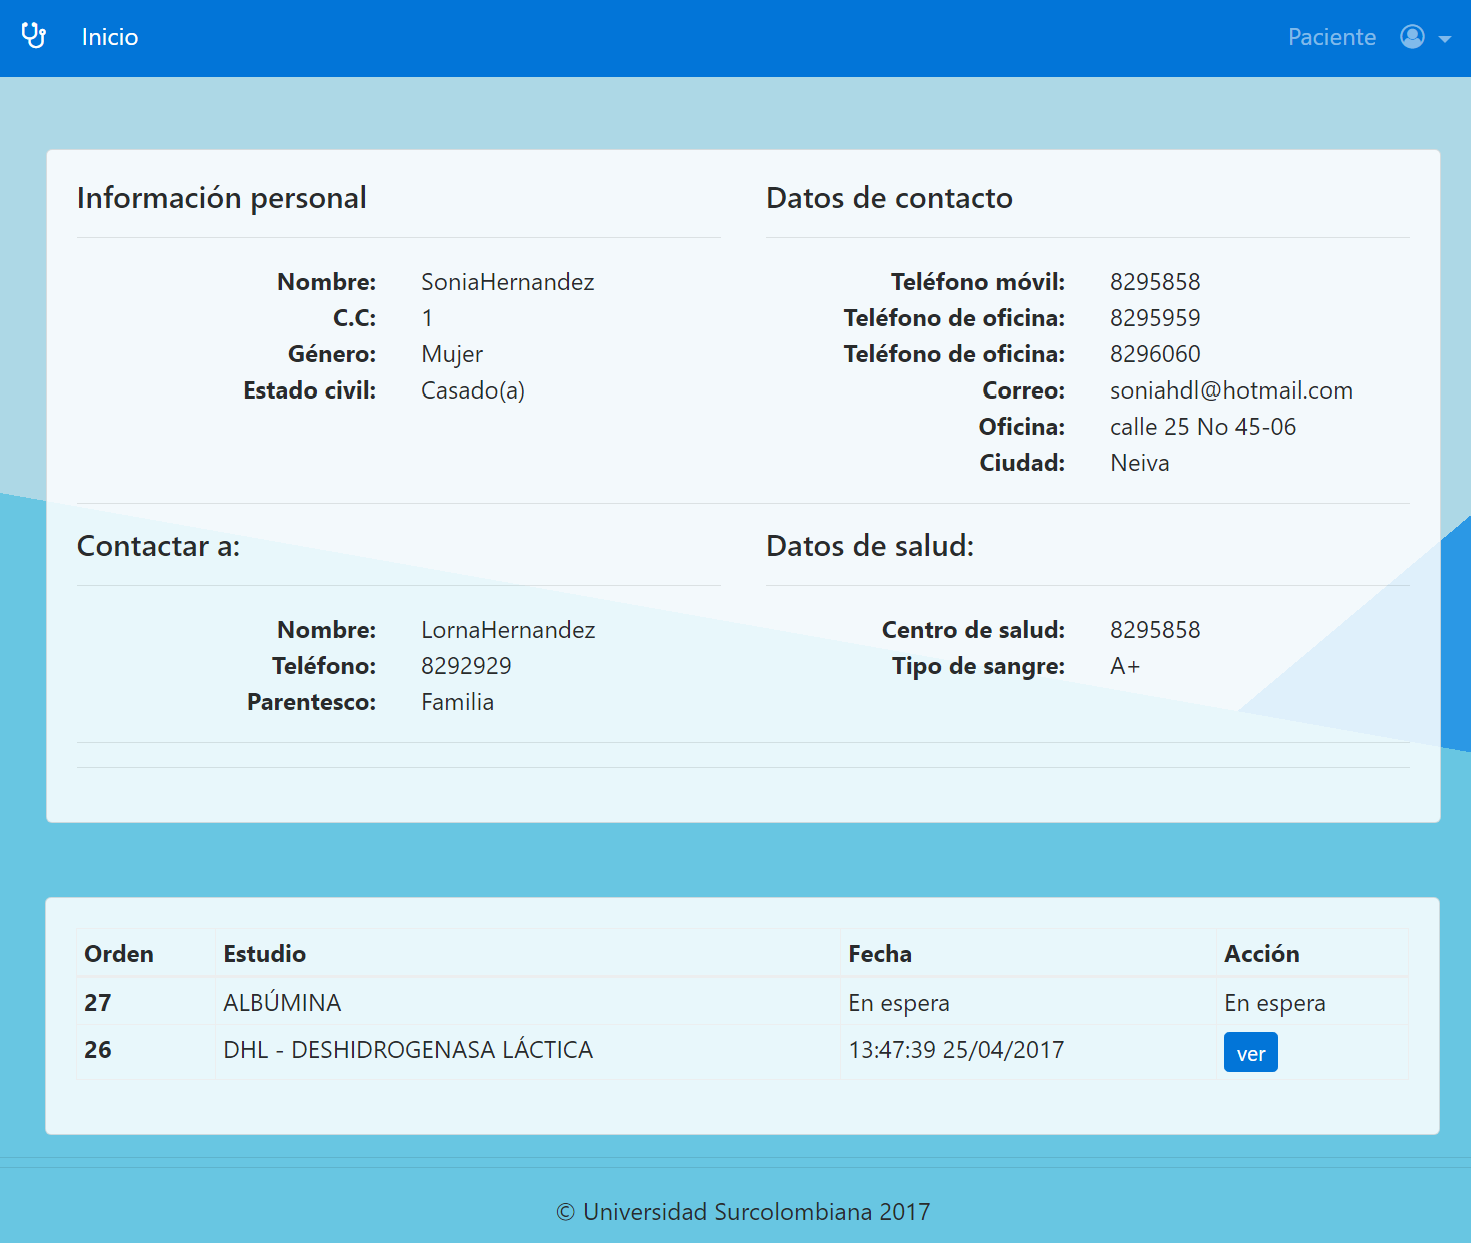 Inicio
Paciente
Información personal
Nombre: SoniaHernandez
C.C: 1
Género: Mujer
Estado civil: Casado(a)
Datos de contacto
Teléfono móvil: 8295858
Teléfono de oficina: 8295959
Teléfono de oficina: 8296060
Correo: soniahdl@hotmail.com
Oficina: calle 25 No 45-06
Ciudad: Neiva
Contactar a:
Nombre: LornaHernandez
Teléfono: 8292929
Parentesco: Familia
Datos de salud:
Centro de salud: 8295858
Tipo de sangre: A+
Orden Estudio Fecha Acción
27 ALBÚMINA En espera En espera
26 DHL - DESHIDROGENASA LÁCTICA 13:47:39 25/04/2017 ver
© Universidad Surcolombiana 2017